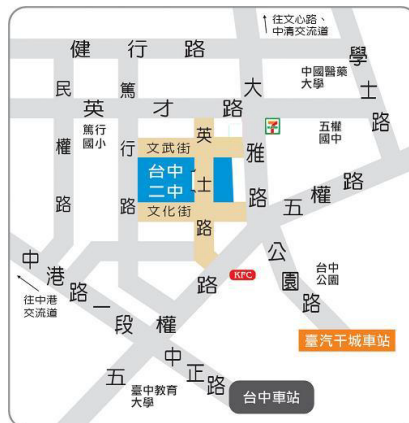 往文心路、
中清交流道
健行路
學士路
中國醫藥
大學
民權路
篤行路
大雅路
英才路
7
ELEVEN
篤行
國小
英士路
五權
國中
文武街
台中
二中
五權路
文化街
中港路一段
公園路
台中
公園
KFC
往中港
交流道
五權路
臺汽干城車站
中正路
臺中教育
大學
台中車站